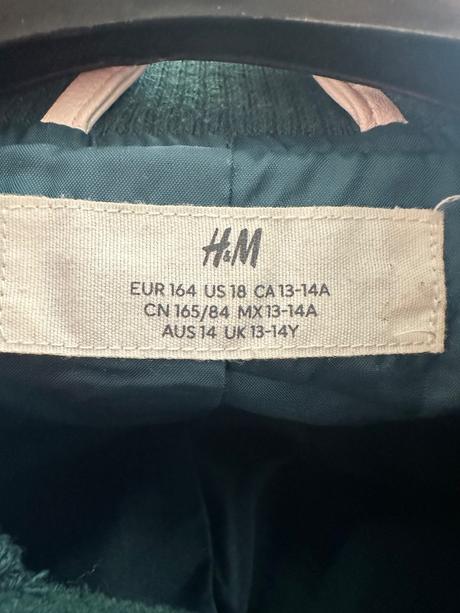 H&M
EUR 164 US 18 CA 13-14A
CN 165/84 MX 13-14A
AUS 14 UK 13-14Y